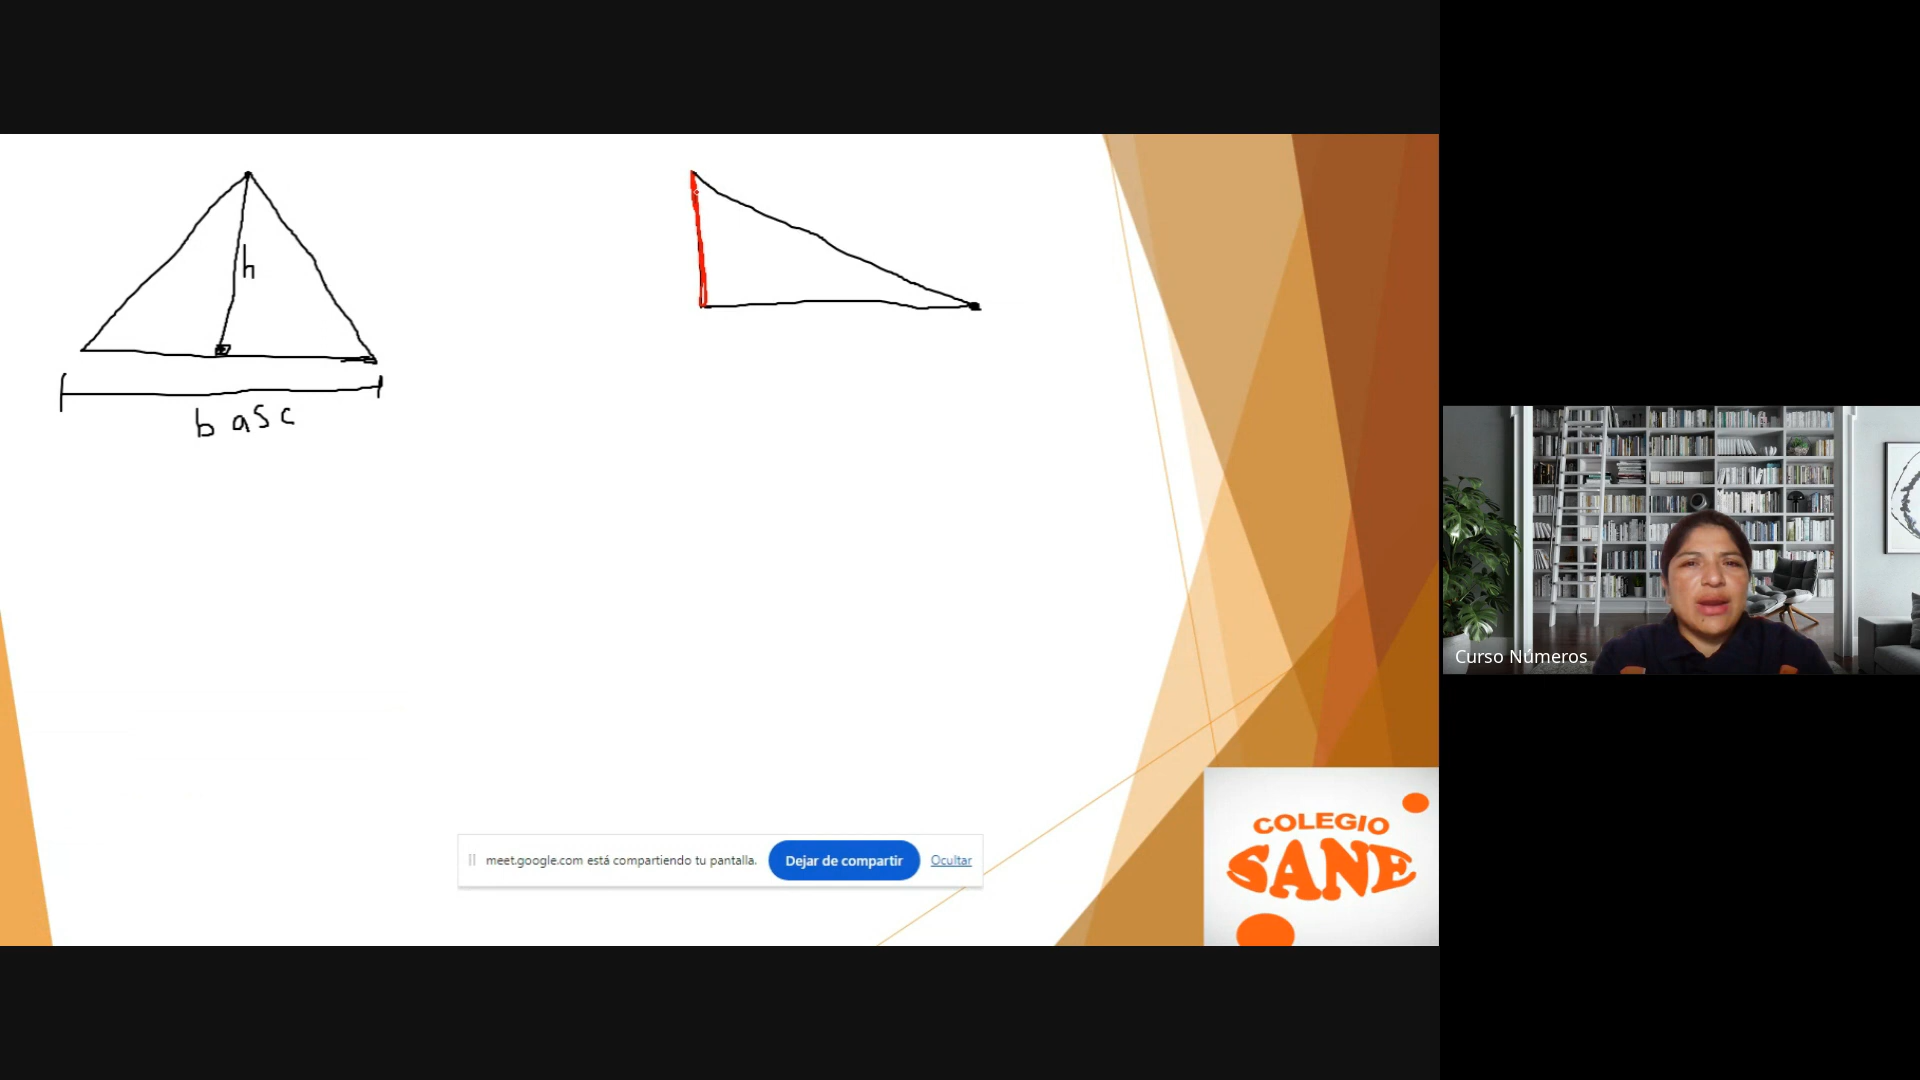 h
basc
meet.google.com está compartiendo tu pantalla. Dejar de compartir Ocultar
COLEGIO
SANE
Curso Números